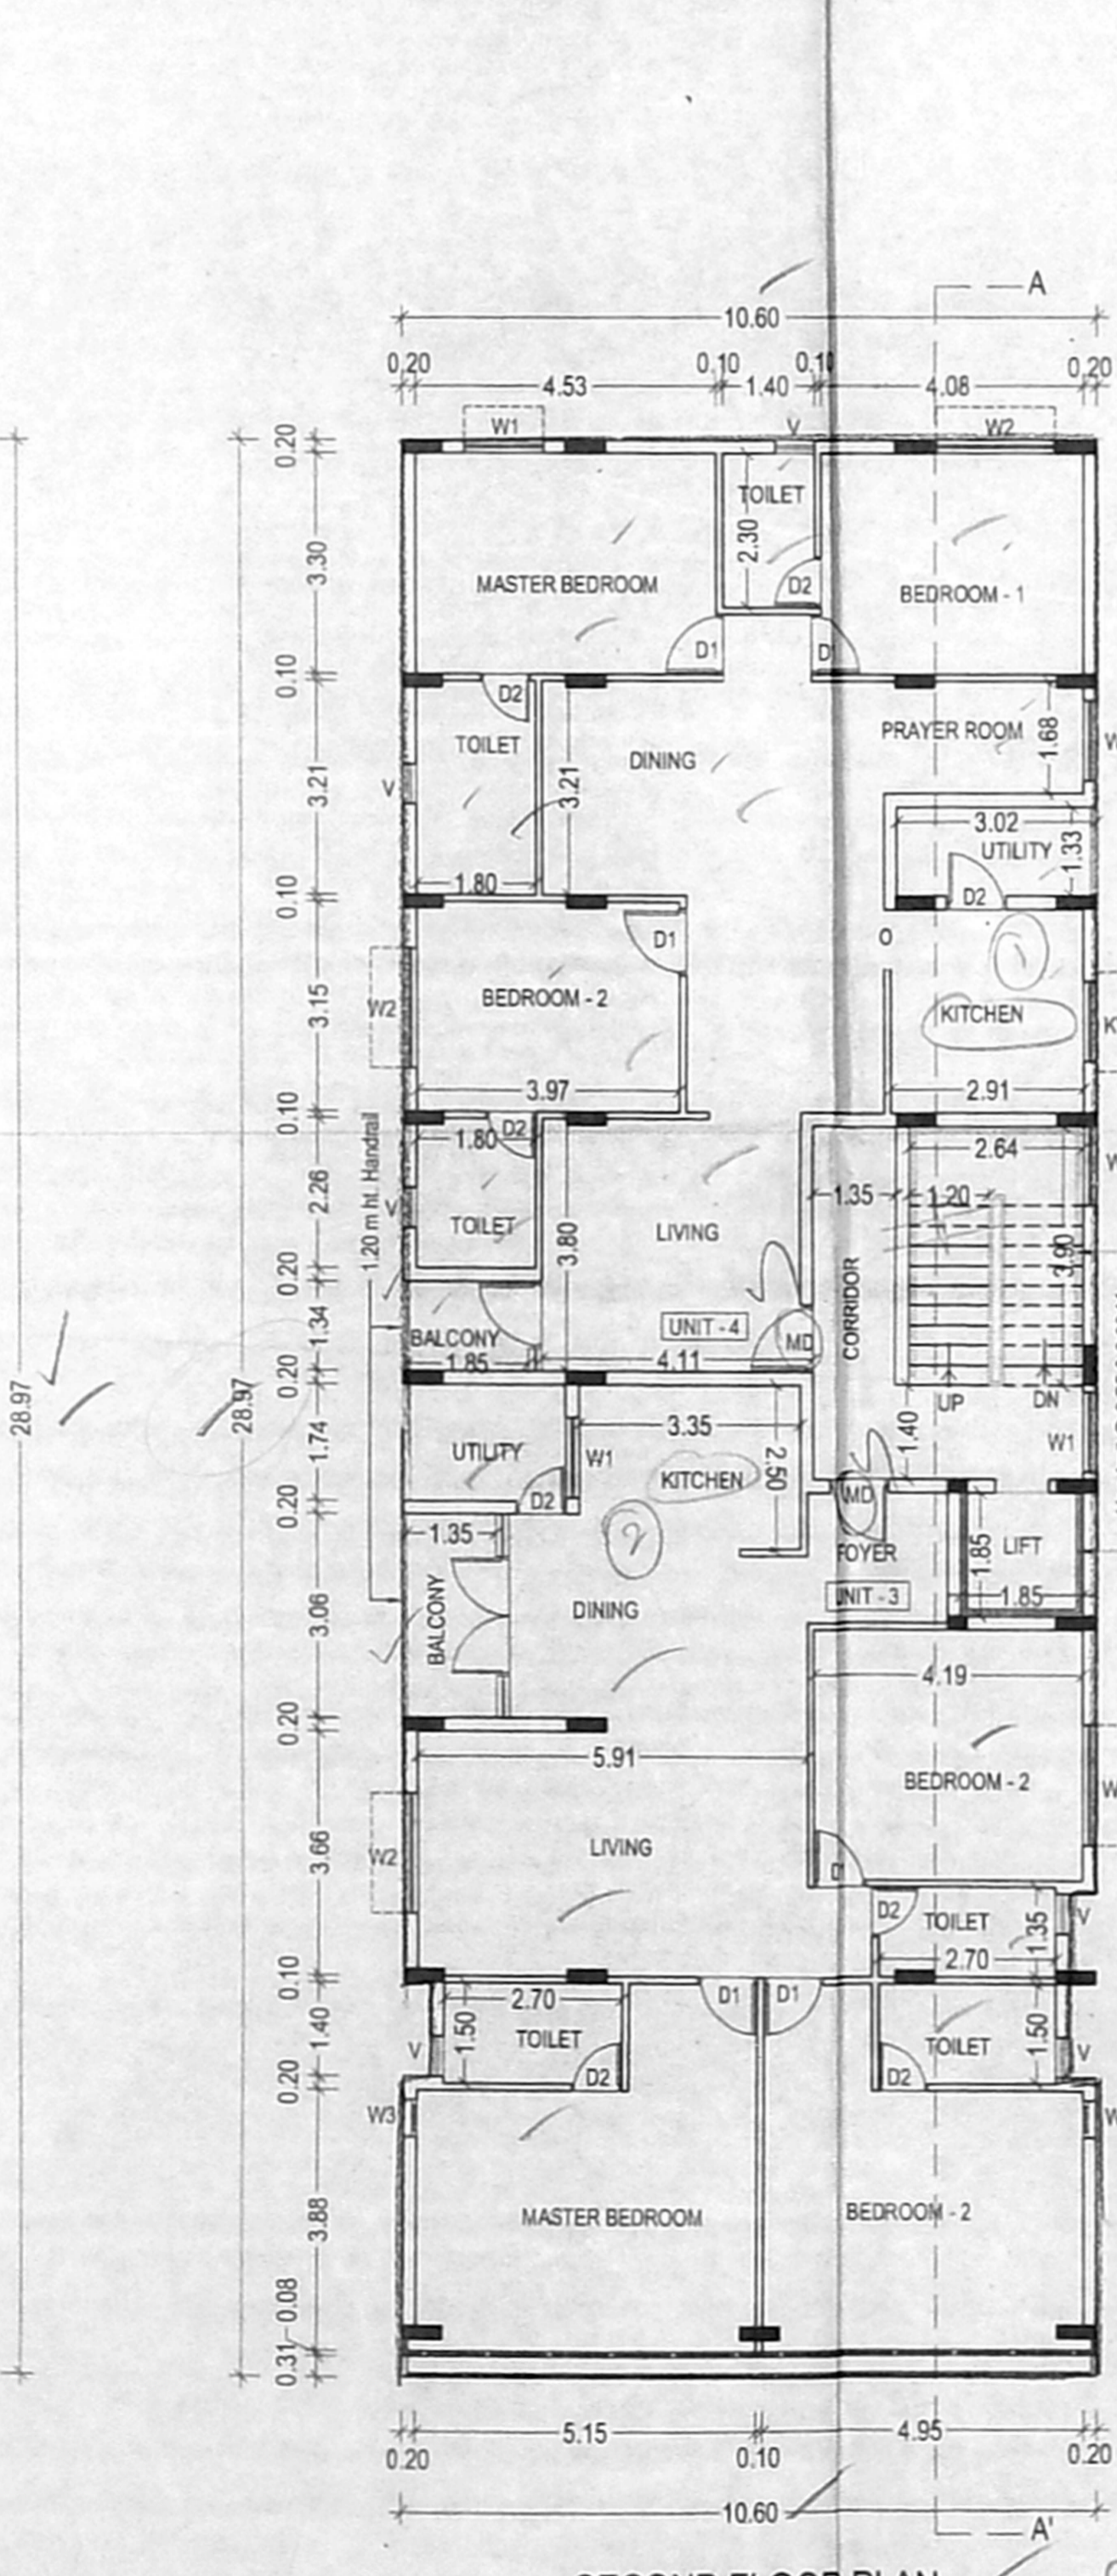 A
10.60
0.20 0.10 0.10 0.20
4.53 1.40 4.08
W1 V W2
0.20
TOILET
2.30
3.30
MASTER BEDROOM
D2
BEDROOM - 1
D1
0.10
D2
PRAYER ROOM
1.68
TOILET
DINING
V
3.21
3.21
3.02
UTILITY
1.33
1.80
D2
0.10
D1
O
BEDROOM - 2
W2
3.15
KITCHEN
3.97
2.91
0.10
1.20 m ht. Handrail
D2
1.80
2.64
1.35
1.20
2.26
V
TOILET
LIVING
3.80
3.90
CORRIDOR
0.20
1.34
BALCONY
UNIT - 4
MD
1.85
4.11
0.20
28.97
28.97
UP
DN
3.35
1.74
UTILITY
W1
KITCHEN
2.50
1.40
W1
D2
MD
0.20
1.35
2
FOYER
LIFT
1.85
1.85
UNIT - 3
BALCONY
DINING
3.06
4.19
0.20
5.91
BEDROOM - 2
LIVING
W2
3.66
D2
TOILET
1.35
V
2.70
0.10
D1
D1
2.70
1.50
TOILET
1.40
TOILET
1.50
V
V
D2
D2
0.20
W3
MASTER BEDROOM
BEDROOM - 2
3.88
0.08
0.31
5.15 4.95
0.20 0.10 0.20
10.60
A'
SECOND FLOOR PLAN